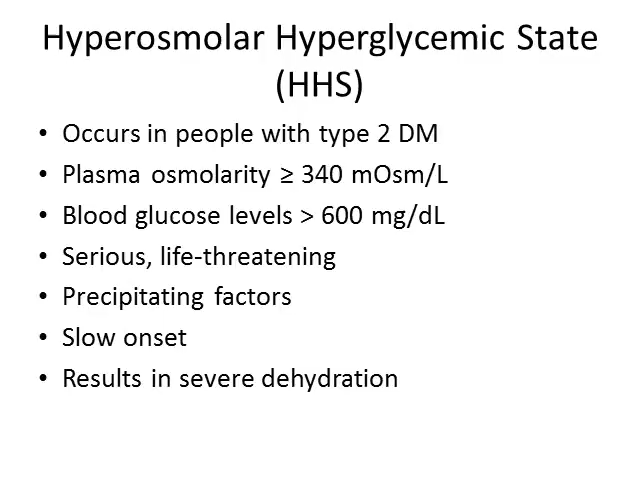 Hyperosmolar Hyperglycemic State
(HHS)
• Occurs in people with type 2 DM
• Plasma osmolarity ≥ 340 mOsm/L
• Blood glucose levels > 600 mg/dL
• Serious, life-threatening
• Precipitating factors
• Slow onset
• Results in severe dehydration